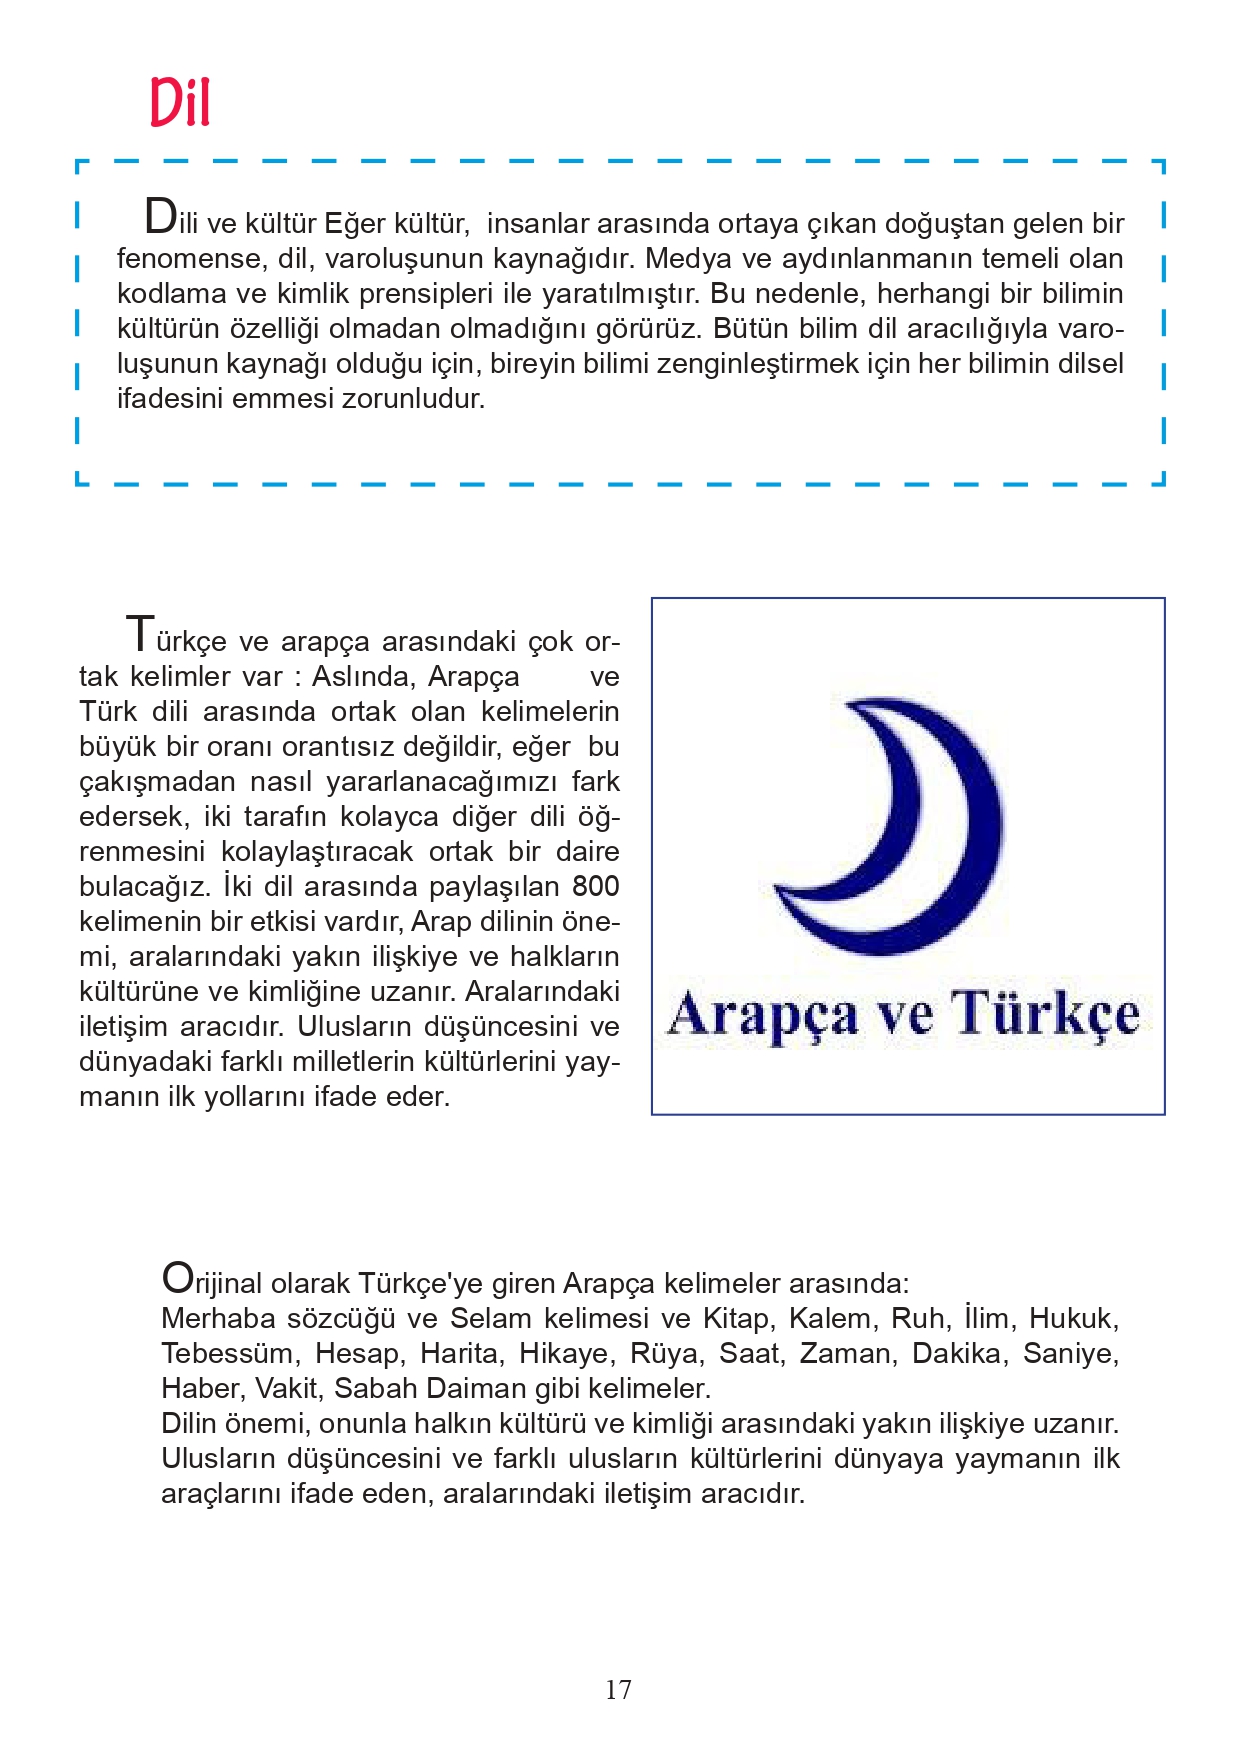 Dil
Dili ve kültür Eğer kültür,  insanlar arasında ortaya çıkan doğuştan gelen bir
fenomense, dil, varoluşunun kaynağıdır. Medya ve aydınlanmanın temeli olan
kodlama ve kimlik prensipleri ile yaratılmıştır. Bu nedenle, herhangi bir bilimin
kültürün özelliği olmadan olmadığını görürüz. Bütün bilim dil aracılığıyla varo-
luşunun kaynağı olduğu için, bireyin bilimi zenginleştirmek için her bilimin dilsel
ifadesini emmesi zorunludur.
Türkçe ve arapça arasındaki çok or-
tak kelimler var : Aslında, Arapça ve
Türk dili arasında ortak olan kelimelerin
büyük bir oranı orantısız değildir, eğer  bu
çakışmadan nasıl yararlanacağımızı fark
edersek, iki tarafın kolayca diğer dili öğ-
renmesini kolaylaştıracak ortak bir daire
bulacağız. İki dil arasında paylaşılan 800
kelimenin bir etkisi vardır, Arap dilinin öne-
mi, aralarındaki yakın ilişkiye ve halkların
kültürüne ve kimliğine uzanır. Aralarındaki
iletişim aracıdır. Ulusların düşüncesini ve
dünyadaki farklı milletlerin kültürlerini yay-
manın ilk yollarını ifade eder.
Arapça ve Türkçe
Orijinal olarak Türkçe'ye giren Arapça kelimeler arasında:
Merhaba sözcüğü ve Selam kelimesi ve Kitap, Kalem, Ruh, İlim, Hukuk,
Tebessüm, Hesap, Harita, Hikaye, Rüya, Saat, Zaman, Dakika, Saniye,
Haber, Vakit, Sabah Daiman gibi kelimeler.
Dilin önemi, onunla halkın kültürü ve kimliği arasındaki yakın ilişkiye uzanır.
Ulusların düşüncesini ve farklı ulusların kültürlerini dünyaya yaymanın ilk
araçlarını ifade eden, aralarındaki iletişim aracıdır.
17